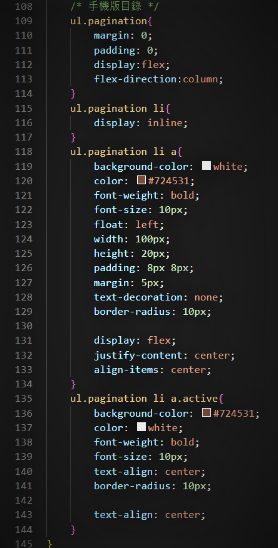 108 /* 手機版目錄 */
109 ul.pagination{
110 margin: 0;
111 padding: 0;
112 display:flex;
113 flex-direction:column;
114 }
115 ul.pagination li{
116 display: inline;
117 }
118 ul.pagination li a{
119 background-color: white;
120 color: #724531;
121 font-weight: bold;
122 font-size: 10px;
123 float: left;
124 width: 100px;
125 height: 20px;
126 padding: 8px 8px;
127 margin: 5px;
128 text-decoration: none;
129 border-radius: 10px;
130
131 display: flex;
132 justify-content: center;
133 align-items: center;
134 }
135 ul.pagination li a.active{
136 background-color: #724531;
137 color: white;
138 font-weight: bold;
139 font-size: 10px;
140 text-align: center;
141 border-radius: 10px;
142
143 text-align: center;
144 }
145 }